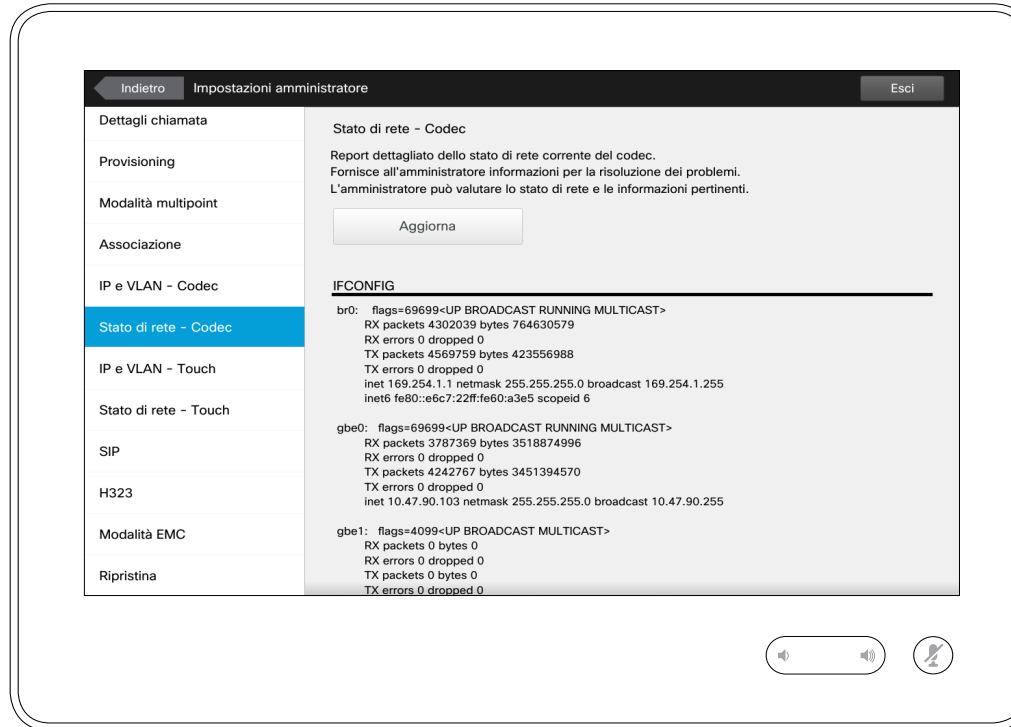 Indietro
Impostazioni amministratore
Esci
Dettagli chiamata
Provisioning
Modalità multipoint
Associazione
IP e VLAN - Codec
Stato di rete - Codec
IP e VLAN - Touch
Stato di rete - Touch
SIP
H323
Modalità EMC
Ripristina
Stato di rete - Codec
Report dettagliato dello stato di rete corrente del codec.
Fornisce all'amministratore informazioni per la risoluzione dei problemi.
L'amministratore può valutare lo stato di rete e le informazioni pertinenti.
Aggiorna
IFCONFIG
br0: flags=69699<UP BROADCAST RUNNING MULTICAST>
RX packets 4302039 bytes 764630579
RX errors 0 dropped 0
TX packets 4569759 bytes 423556988
TX errors 0 dropped 0
inet 169.254.1.1 netmask 255.255.255.0 broadcast 169.254.1.255
inet6 fe80::e6c7:22ff:fe60:a3e5 scopeid 6
gbe0: flags=69699<UP BROADCAST RUNNING MULTICAST>
RX packets 3787369 bytes 3518874996
RX errors 0 dropped 0
TX packets 4242767 bytes 3451394570
TX errors 0 dropped 0
inet 10.47.90.103 netmask 255.255.255.0 broadcast 10.47.90.255
gbe1: flags=4099<UP BROADCAST MULTICAST>
RX packets 0 bytes 0
RX errors 0 dropped 0
TX packets 0 bytes 0
TX errors 0 dropped 0